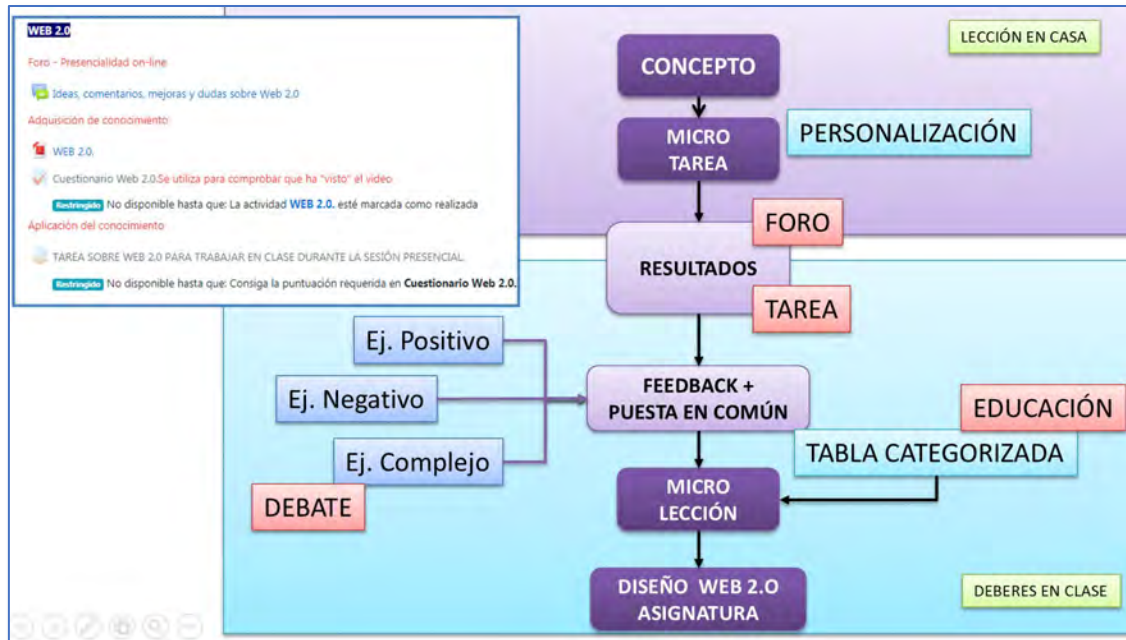 WEB 2.0
Foro - Presencialidad on-line
Ideas, comentarios, mejoras y dudas sobre Web 2.0
Adquisición de conocimiento:
WEB 2.0.
Cuestionario Web 2.0.Se utiliza para comprobar que ha "visto" el video
Restringido No disponible hasta que: La actividad WEB 2.0. esté marcada como realizada
Aplicación del conocimiento
TAREA SOBRE WEB 2.0 PARA TRABAJAR EN CLASE DURANTE LA SESIÓN PRESENCIAL.
Restringido No disponible hasta que: Consiga la puntuación requerida en Cuestionario Web 2.0.
LECCIÓN EN CASA
CONCEPTO
MICRO
TAREA
PERSONALIZACIÓN
FORO
RESULTADOS
TAREA
Ej. Positivo
Ej. Negativo
Ej. Complejo
DEBATE
FEEDBACK +
PUESTA EN COMÚN
EDUCACIÓN
TABLA CATEGORIZADA
MICRO
LECCIÓN
DISEÑO WEB 2.O
ASIGNATURA
DEBERES EN CLASE